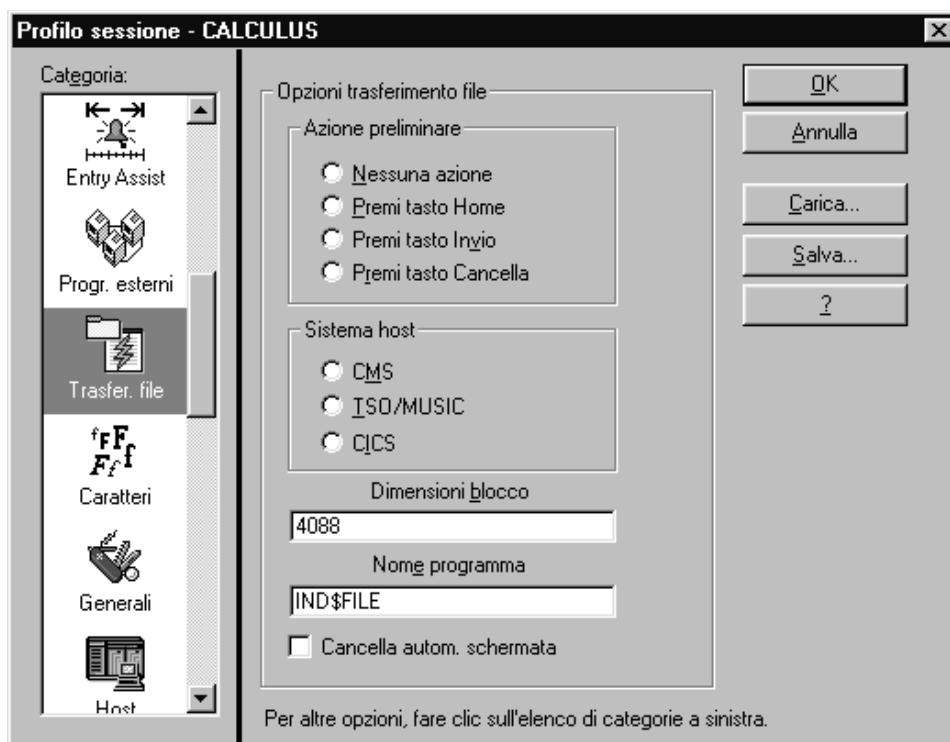 Profilo sessione - CALCULUS
Categoria:
Entry Assist
Progr. esterni
Trasfer. file
fFFf
Fff
Caratteri
Generali
Host
Opzioni trasferimento file
Azione preliminare
Nessuna azione
Premi tasto Home
Premi tasto Invio
Premi tasto Cancella
Sistema host
CMS
TSO/MUSIC
CICS
Dimensioni blocco
4088
Nome programma
IND$FILE
Cancella autom. schermata
Per altre opzioni, fare clic sull'elenco di categorie a sinistra.
OK
Annulla
Carica...
Salva...
?